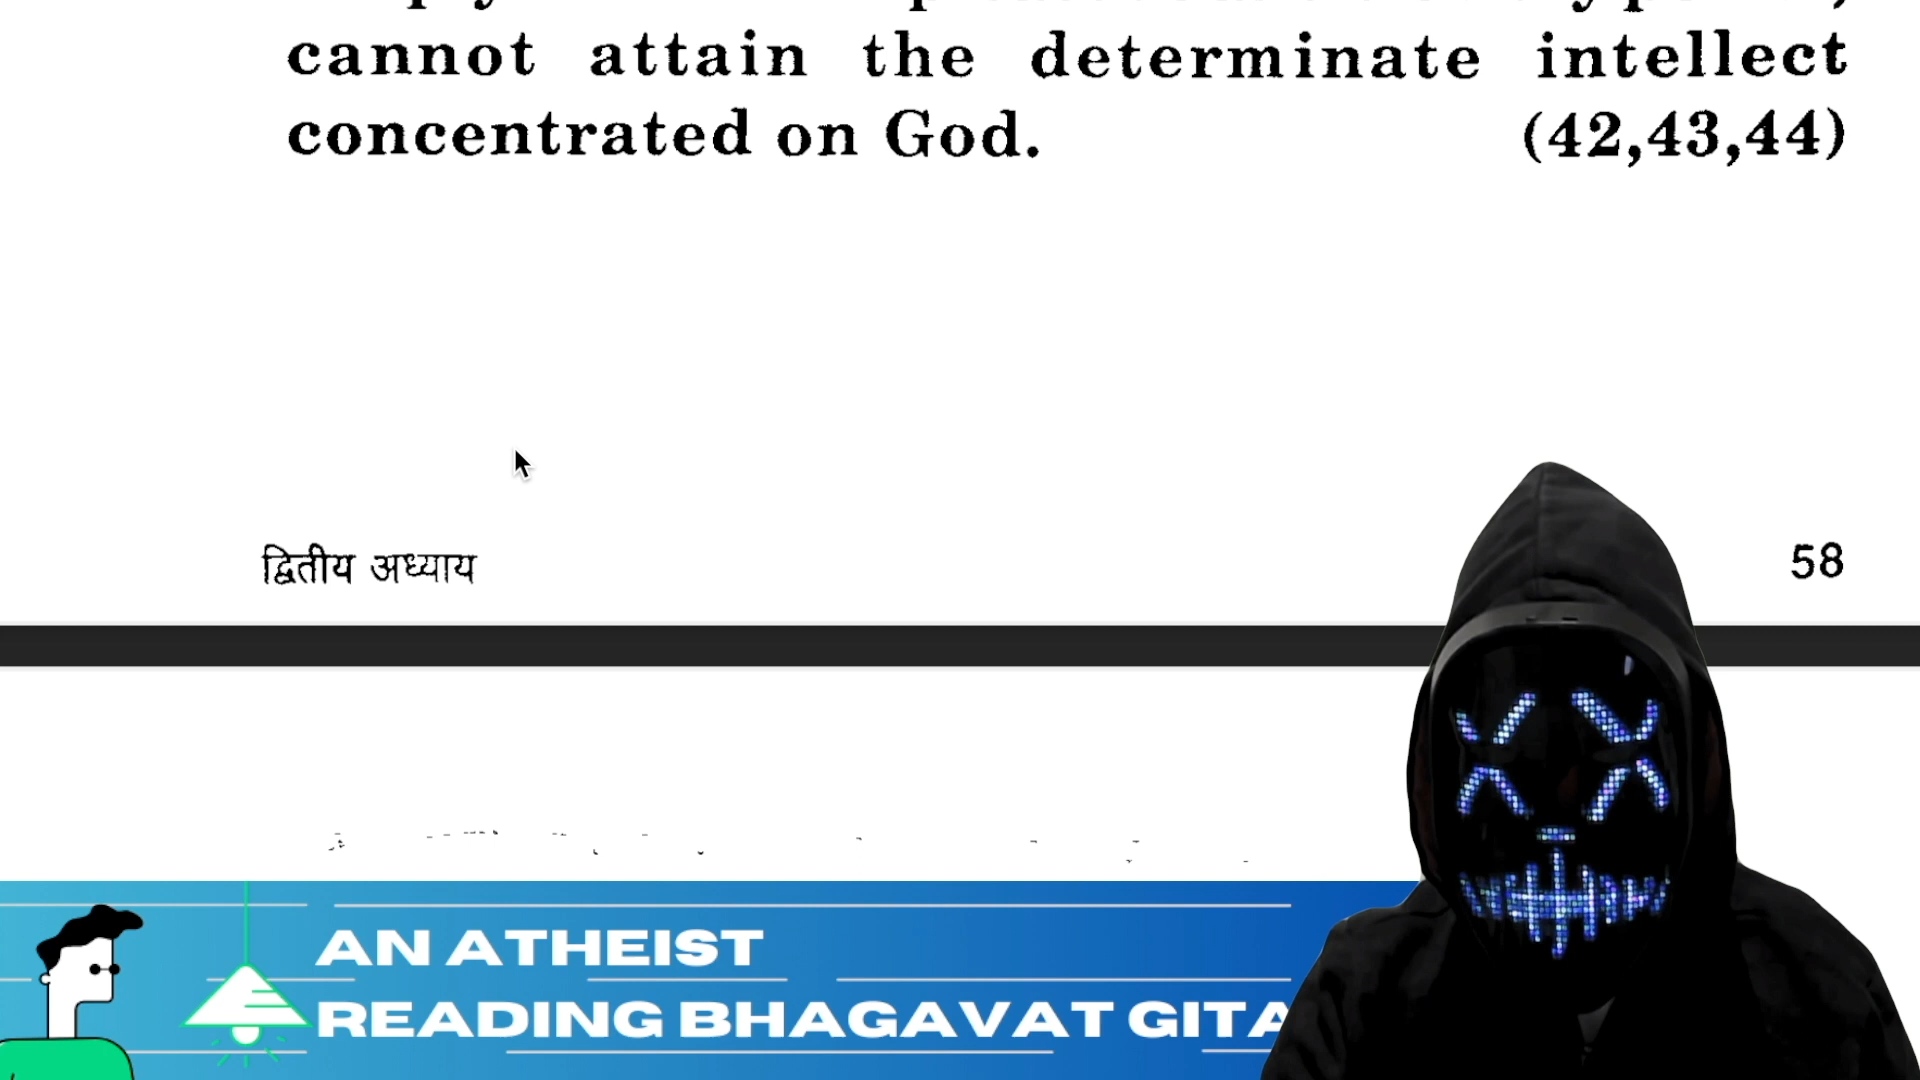 cannot attain the determinate intellect
concentrated on God. (42,43,44)
द्वितीय अध्याय 58
AN ATHEIST
READING BHAGAVAT GITA